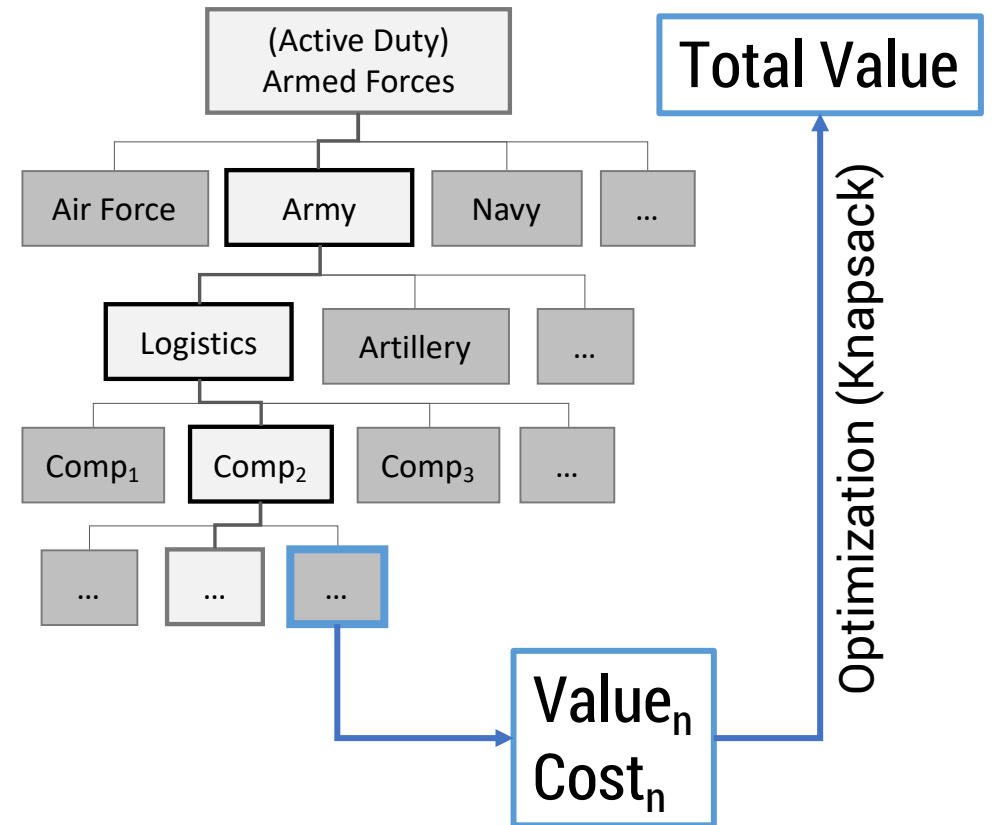 (Active Duty)
Armed Forces
Total Value
Air Force
Army
Navy
...
Logistics
Artillery
...
Comp₁
Comp₂
Comp₃
...
...
...
...
Optimization (Knapsack)
Valueₙ
Costₙ